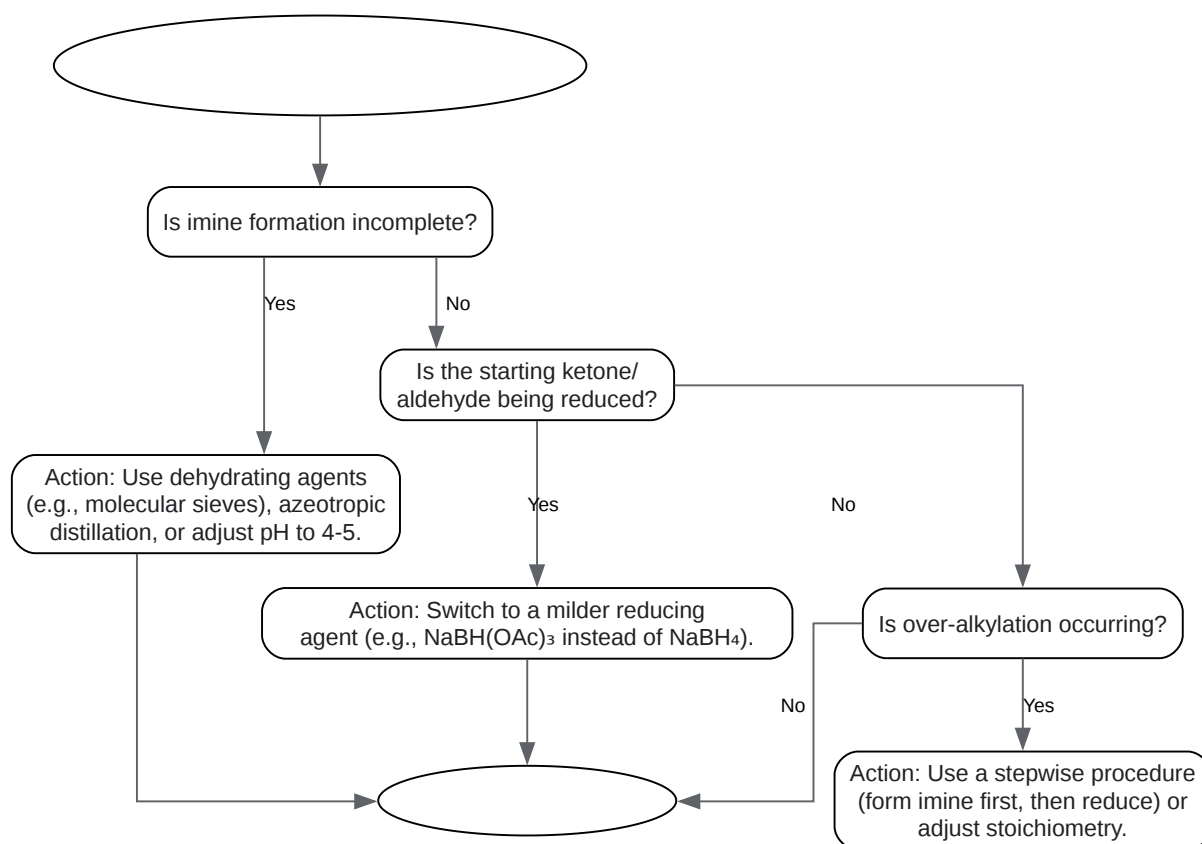 Is imine formation incomplete?
Yes
No
Is the starting ketone/
aldehyde being reduced?
Action: Use dehydrating agents
(e.g., molecular sieves), azeotropic
distillation, or adjust pH to 4-5.
Yes
No
Action: Switch to a milder reducing
agent (e.g., NaBH(OAc)₃ instead of NaBH₄).
Is over-alkylation occurring?
No
Yes
Action: Use a stepwise procedure
(form imine first, then reduce) or
adjust stoichiometry.